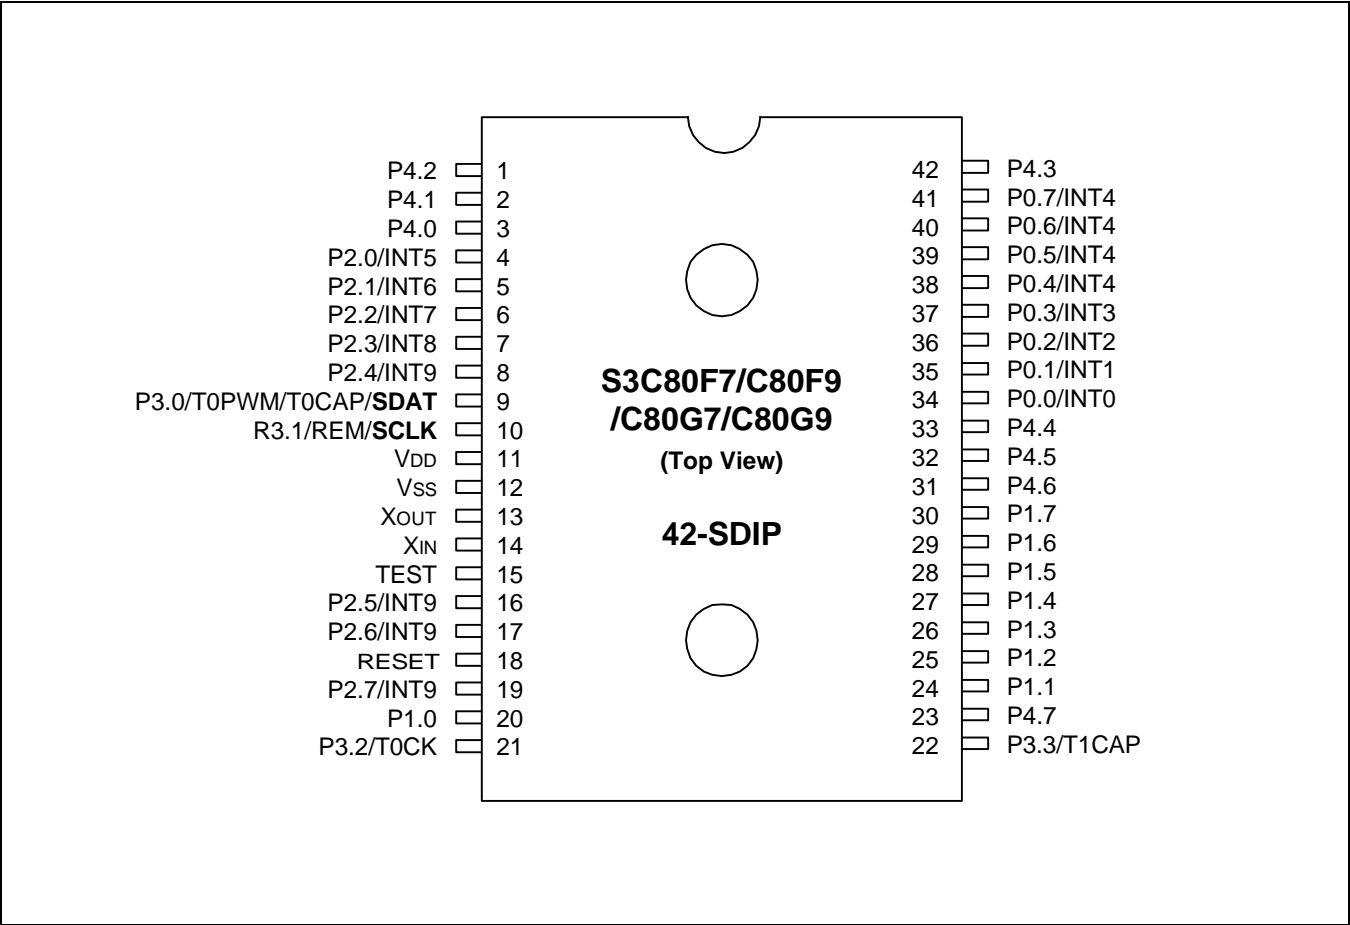 P4.2 1
P4.1 2
P4.0 3
P2.0/INT5 4
P2.1/INT6 5
P2.2/INT7 6
P2.3/INT8 7
P2.4/INT9 8
P3.0/T0PWM/T0CAP/SDAT 9
R3.1/REM/SCLK 10
VDD 11
VSS 12
XOUT 13
XIN 14
TEST 15
P2.5/INT9 16
P2.6/INT9 17
RESET 18
P2.7/INT9 19
P1.0 20
P3.2/T0CK 21
S3C80F7/C80F9
/C80G7/C80G9
(Top View)
42-SDIP
42 P4.3
41 P0.7/INT4
40 P0.6/INT4
39 P0.5/INT4
38 P0.4/INT4
37 P0.3/INT3
36 P0.2/INT2
35 P0.1/INT1
34 P0.0/INT0
33 P4.4
32 P4.5
31 P4.6
30 P1.7
29 P1.6
28 P1.5
27 P1.4
26 P1.3
25 P1.2
24 P1.1
23 P4.7
22 P3.3/T1CAP